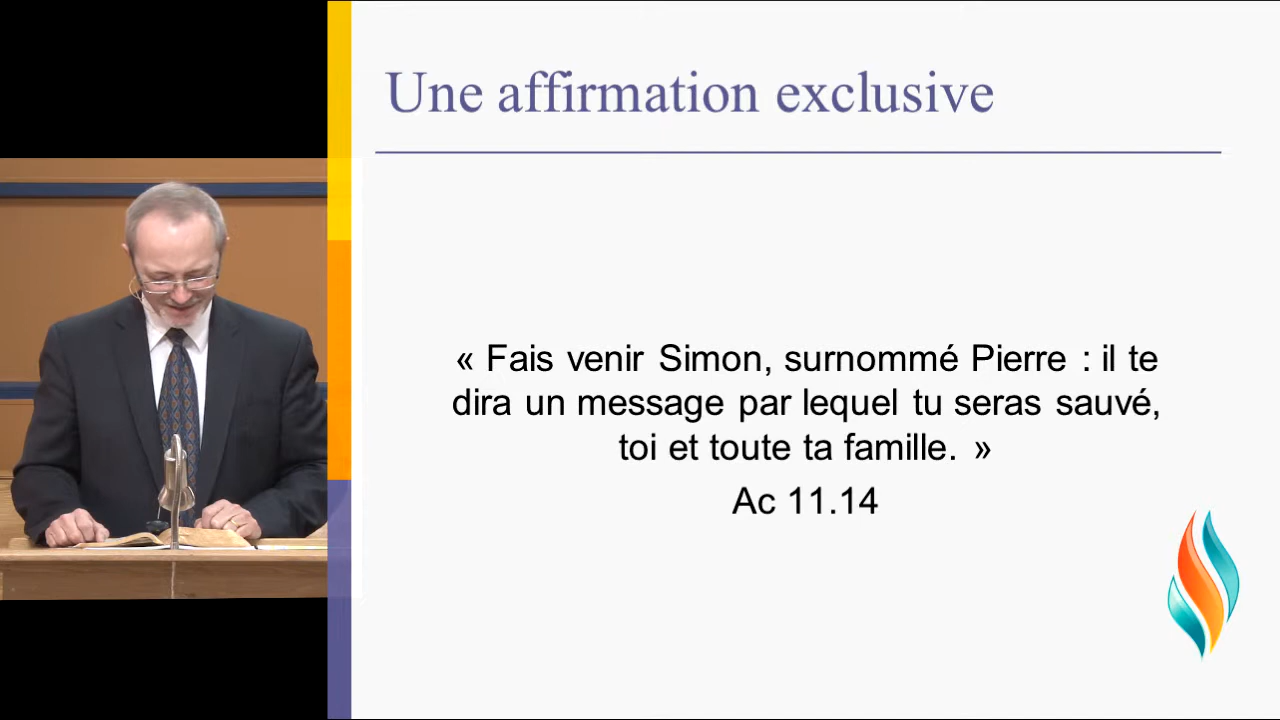 Une affirmation exclusive
« Fais venir Simon, surnommé Pierre : il te
dira un message par lequel tu seras sauvé,
toi et toute ta famille. »
Ac 11.14